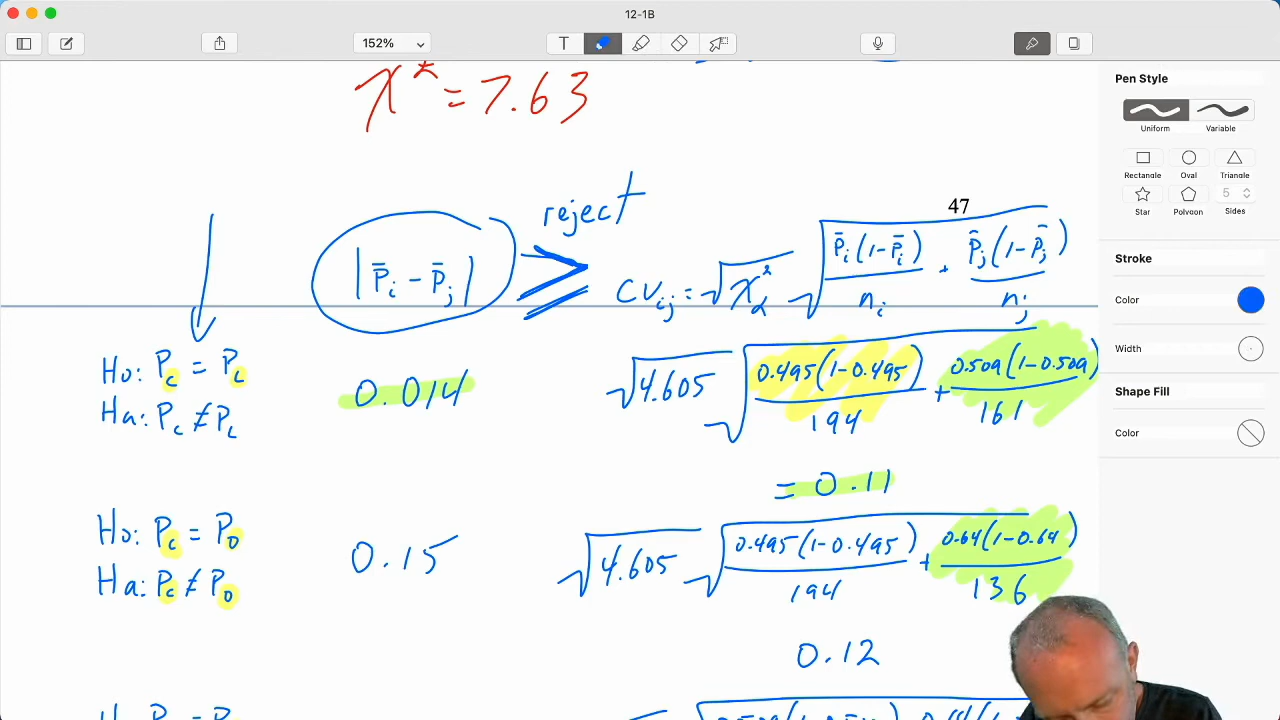 12-1B
152%
T
Pen Style
Uniform Variable
Rectangle Oval Triangle
Star Polygon 5 Sides
Stroke
Color
Width
Shape Fill
Color
χ* = 7.63
47
reject
|P̄i - P̄j| ≥ CVij = √χ²α √P̄i(1-P̄i)/ni + P̄j(1-P̄j)/nj
Ho: Pc = PL 0.014 √4.605 √0.495(1-0.495)/194 + 0.509(1-0.509)/161
Ha: Pc ≠ PL
= 0.11
Ho: Pc = Po 0.15 √4.605 √0.495(1-0.495)/194 + 0.64(1-0.64)/136
Ha: Pc ≠ Po
0.12